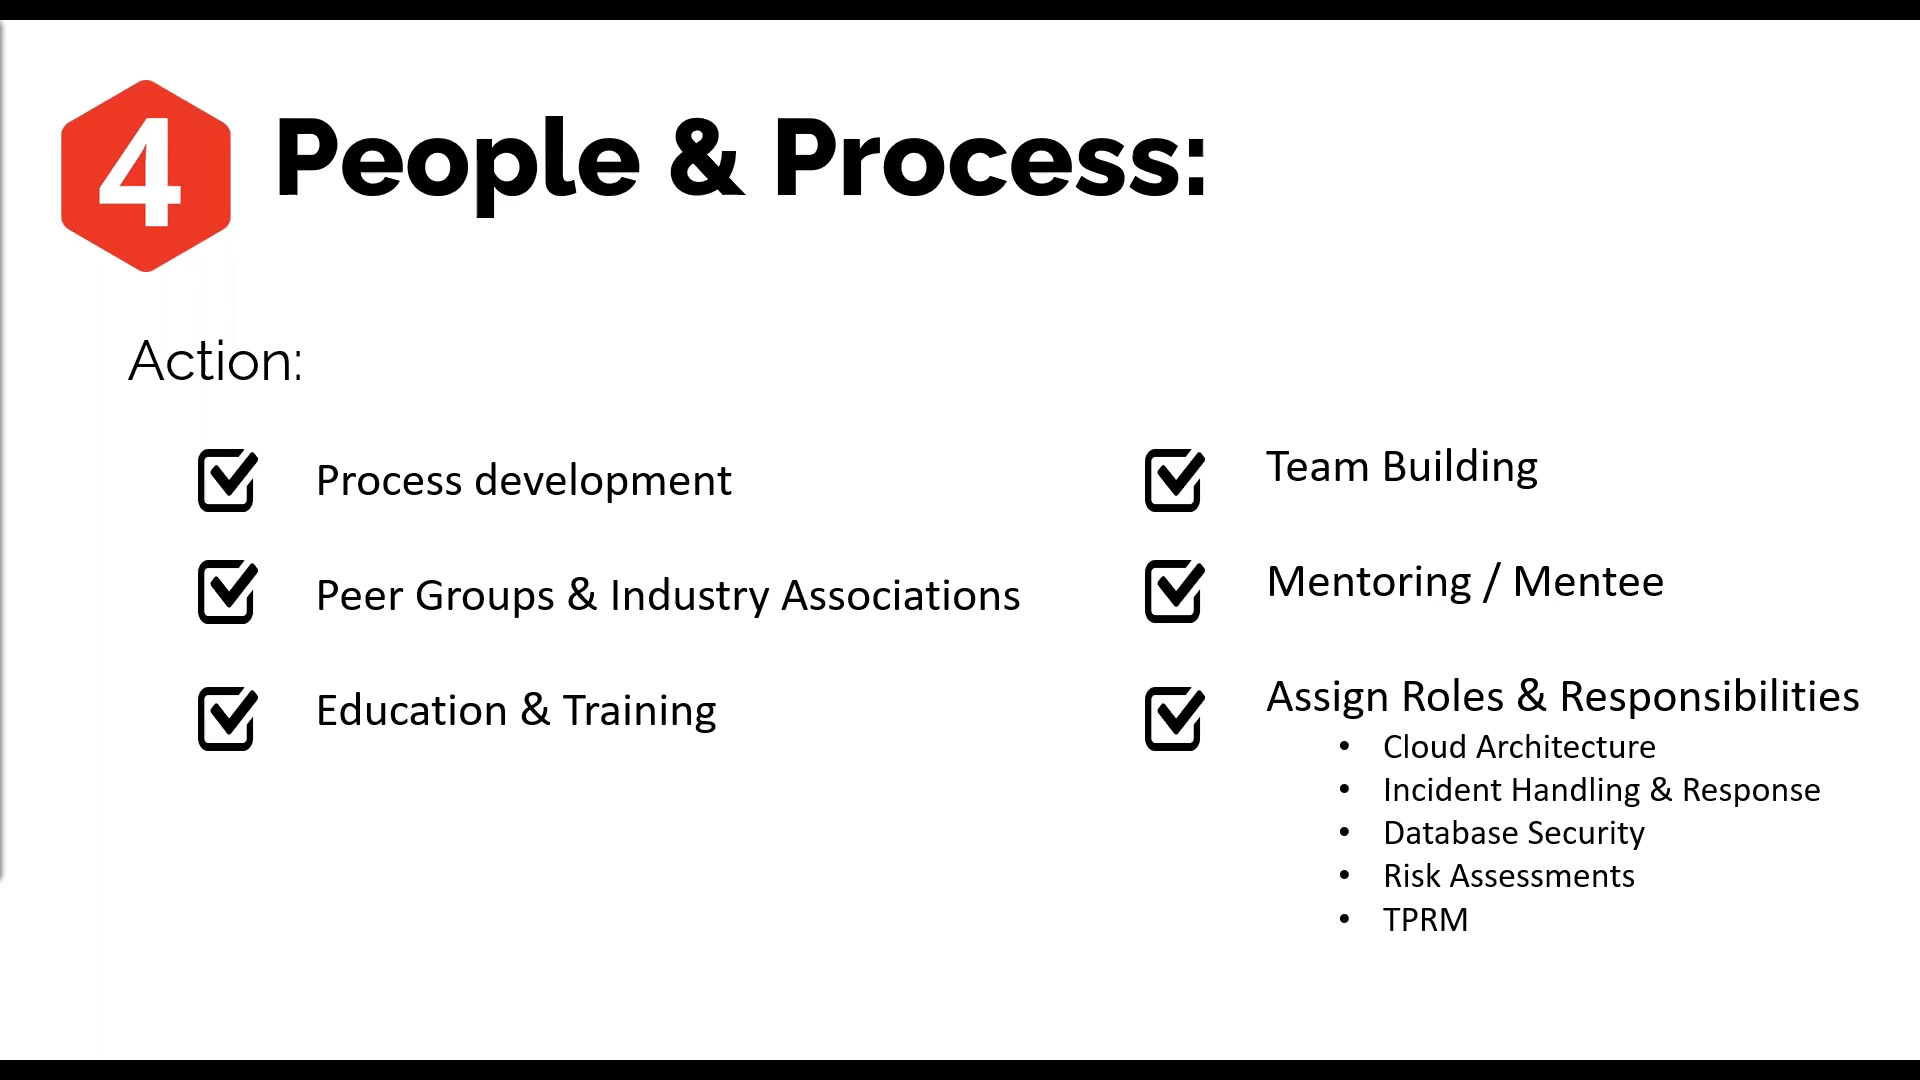 4
People & Process:
Action:
Process development
Peer Groups & Industry Associations
Education & Training
Team Building
Mentoring / Mentee
Assign Roles & Responsibilities
• Cloud Architecture
• Incident Handling & Response
• Database Security
• Risk Assessments
• TPRM